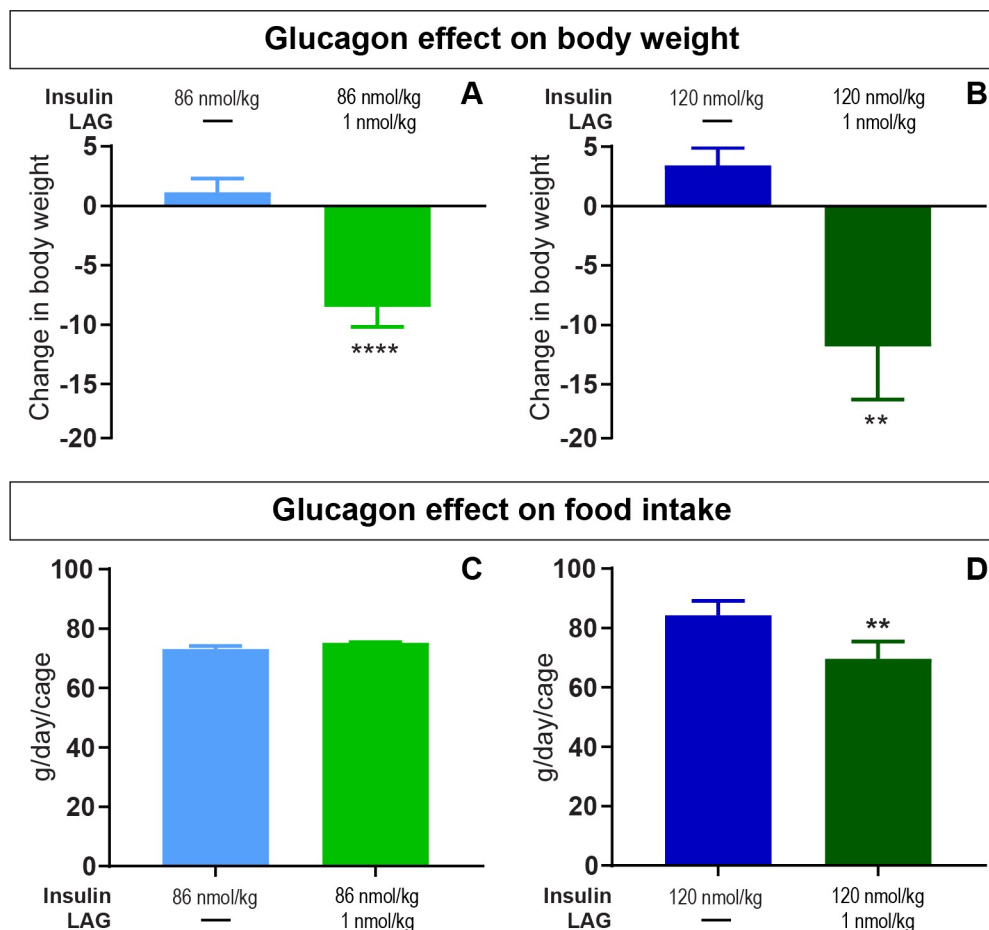 Glucagon effect on body weight
Insulin 86 nmol/kg 86 nmol/kg A
LAG — 1 nmol/kg
Change in body weight
5
0
-5
-10
-15
-20
****
Insulin 120 nmol/kg 120 nmol/kg B
LAG — 1 nmol/kg
Change in body weight
5
0
-5
-10
-15
-20
**
Glucagon effect on food intake
C
g/day/cage
100
80
60
40
20
0
Insulin 86 nmol/kg 86 nmol/kg
LAG — 1 nmol/kg
D
g/day/cage
100
80
60
40
20
0
**
Insulin 120 nmol/kg 120 nmol/kg
LAG — 1 nmol/kg